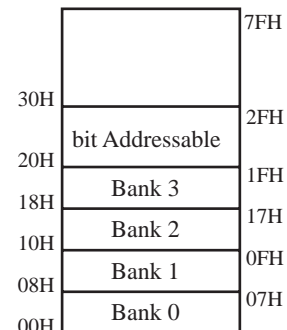 7FH
30H
2FH
bit Addressable
20H
1FH
Bank 3
18H
17H
Bank 2
10H
0FH
Bank 1
08H
07H
Bank 0
00H